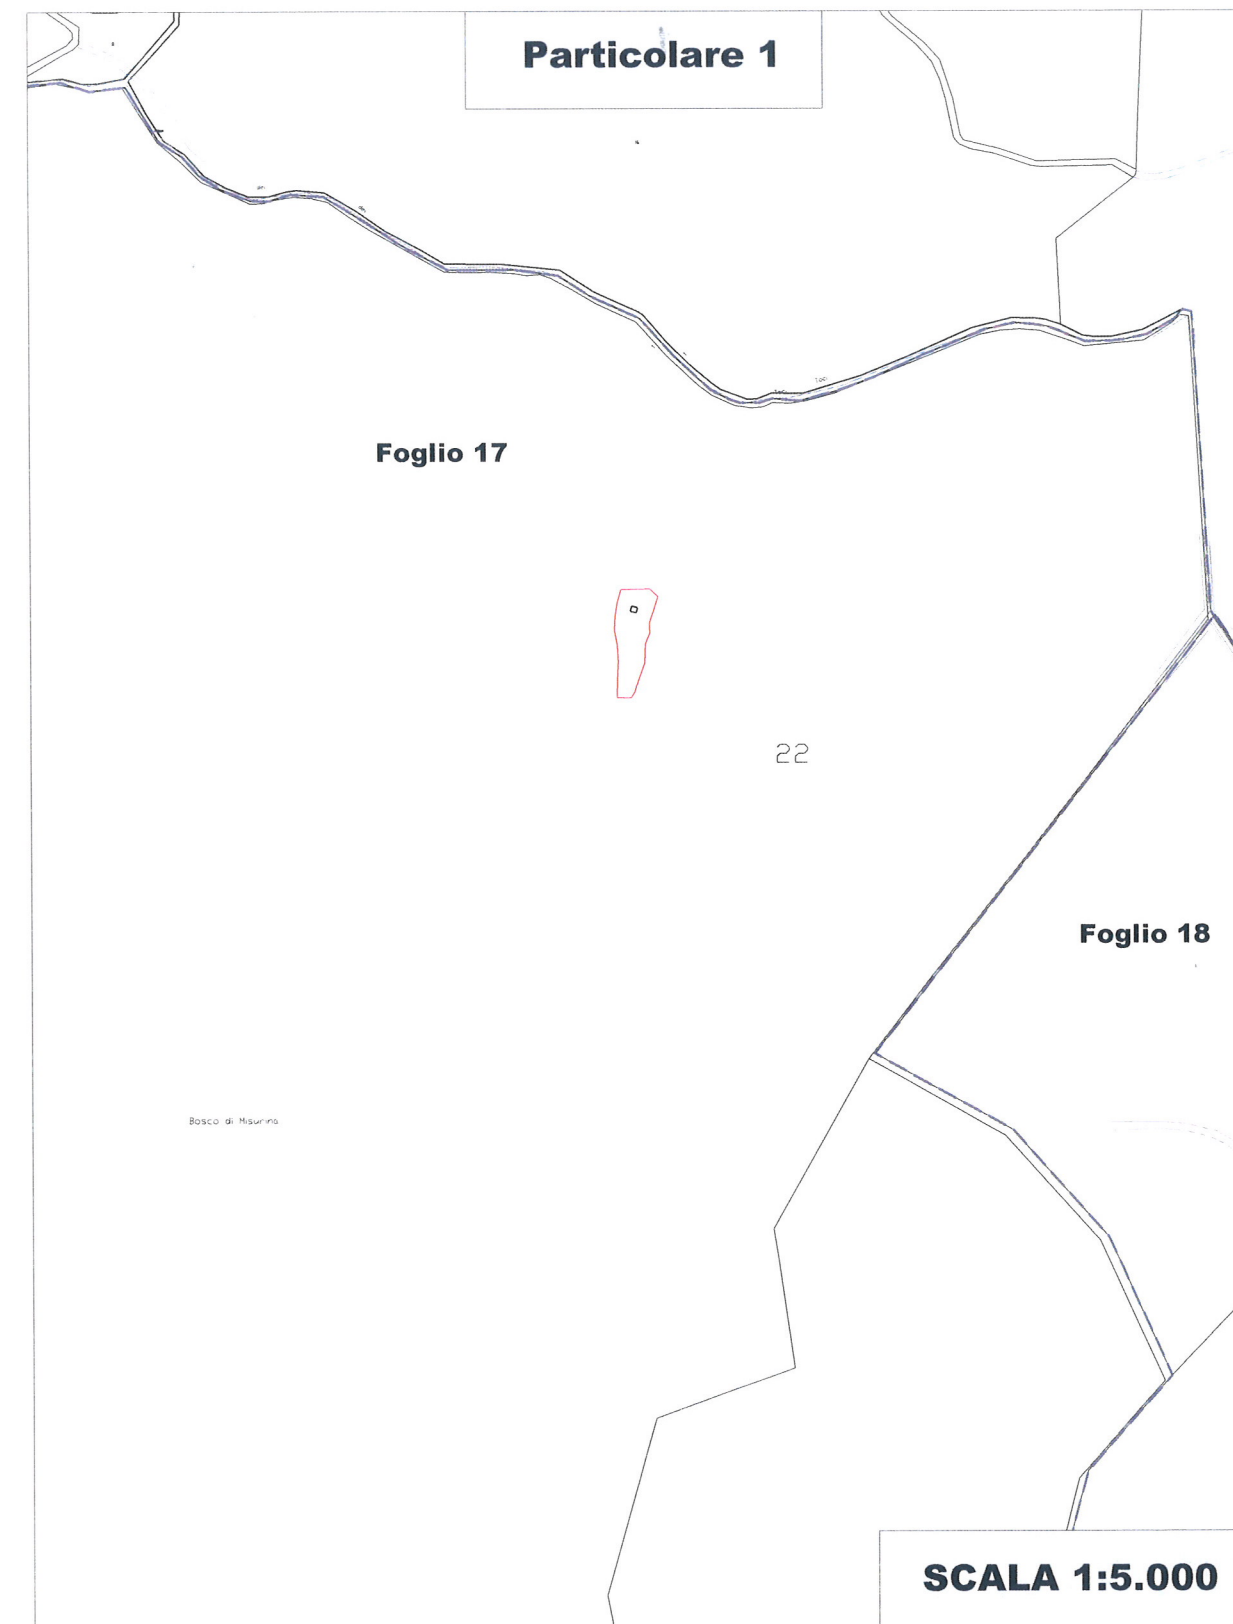 Particolare 1
Foglio 17
22
Foglio 18
Bosco di Misurina
SCALA 1:5.000